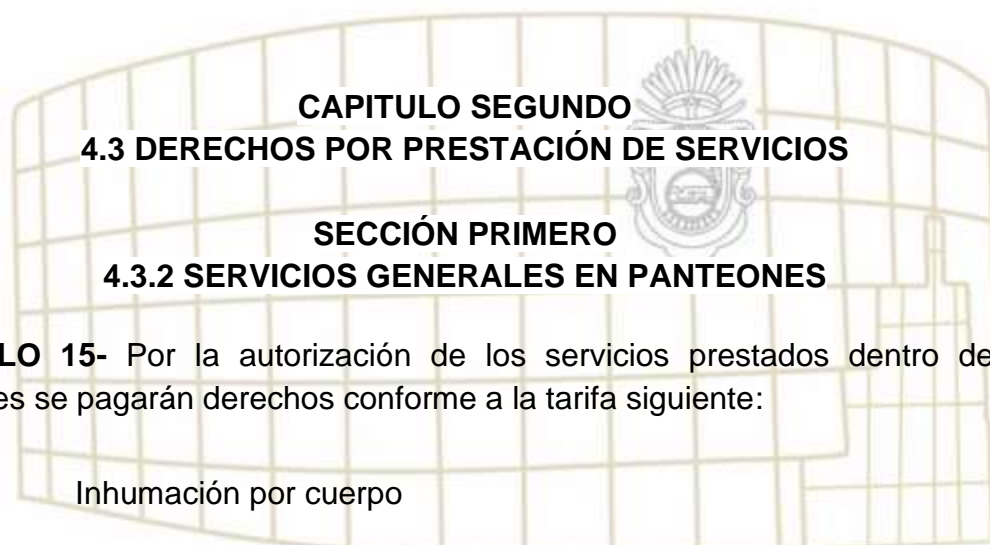 CAPITULO SEGUNDO
4.3 DERECHOS POR PRESTACIÓN DE SERVICIOS
SECCIÓN PRIMERO
4.3.2 SERVICIOS GENERALES EN PANTEONES
LO 15- Por la autorización de los servicios prestados dentro de
es se pagarán derechos conforme a la tarifa siguiente:
Inhumación por cuerpo